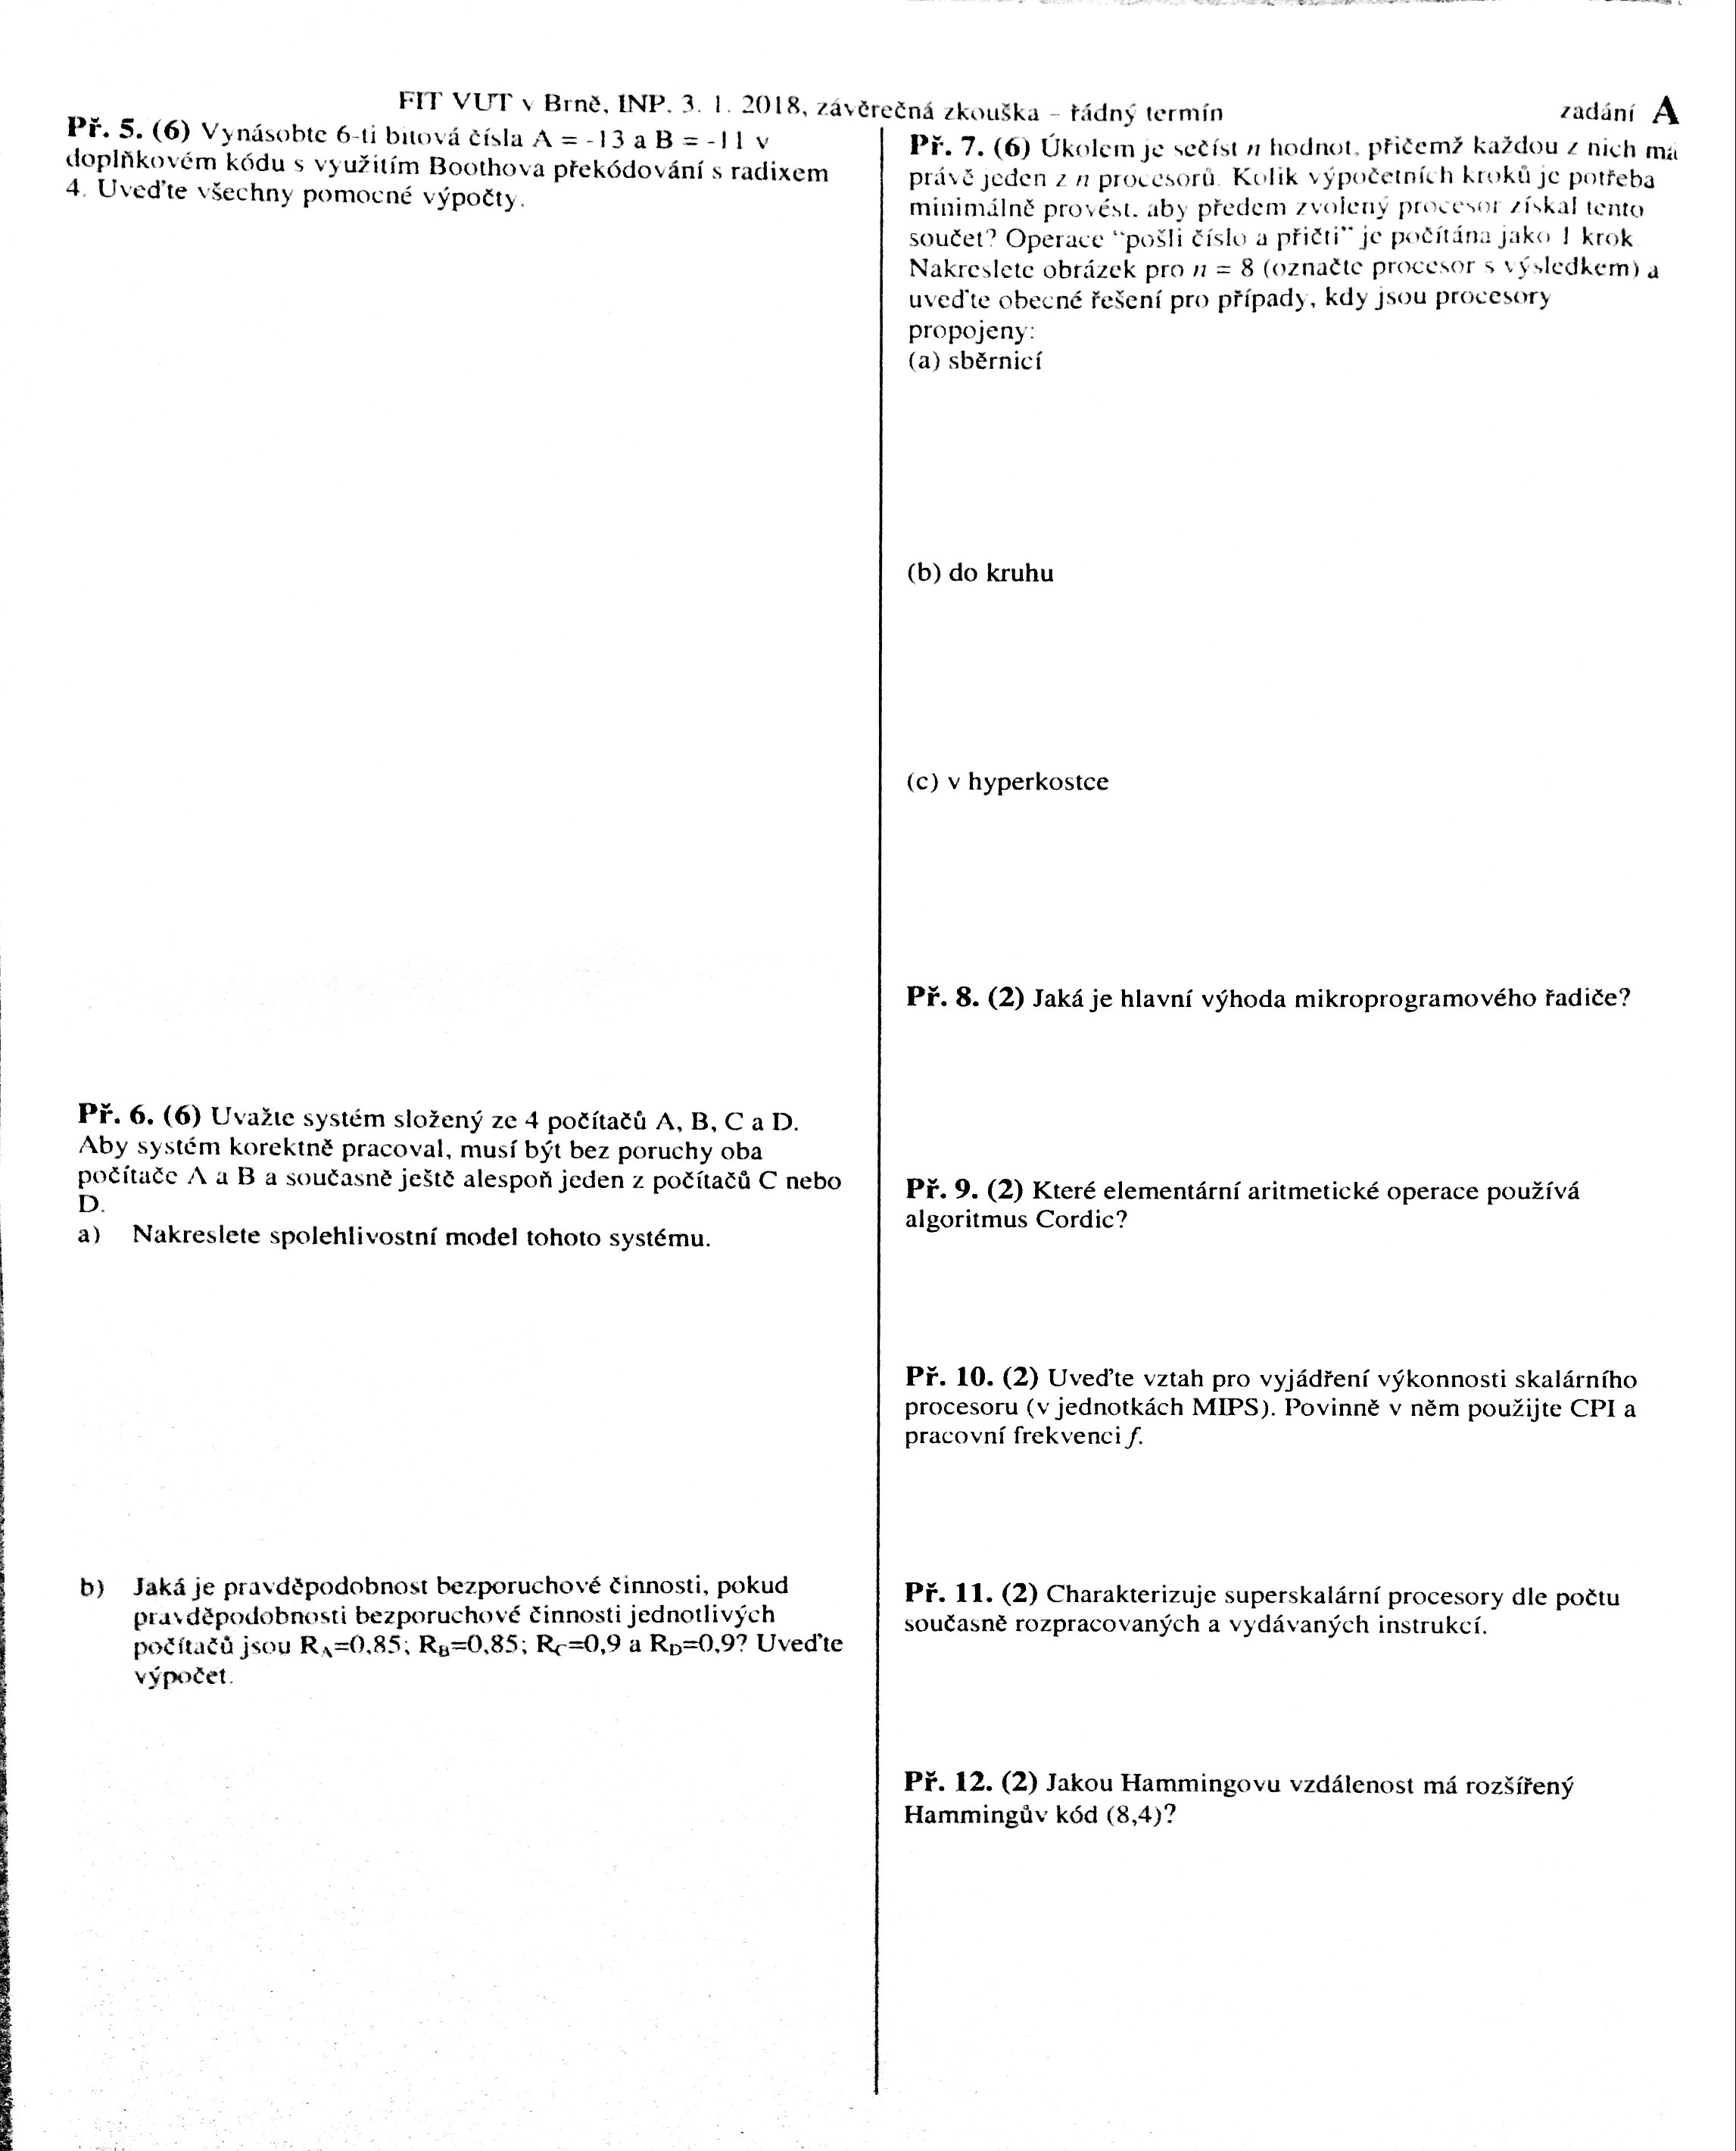 FIT VUT v Brně, INP, 3. 1. 2018, závěrečná zkouška – řádný termín
zadání A
Př. 5. (6) Vynásobte 6-ti bitová čísla A = -13 a B = -11 v
doplňkovém kódu s využitím Boothova překódování s radixem
4. Uveďte všechny pomocné výpočty.
Př. 6. (6) Uvažte systém složený ze 4 počítačů A, B, C a D.
Aby systém korektně pracoval, musí být bez poruchy oba
počítače A a B a současně ještě alespoň jeden z počítačů C nebo
D.
a) Nakreslete spolehlivostní model tohoto systému.
b) Jaká je pravděpodobnost bezporuchové činnosti, pokud
pravděpodobnosti bezporuchové činnosti jednotlivých
počítačů jsou RA=0,85; RB=0,85; RC=0,9 a RD=0,9? Uveďte
výpočet.
Př. 7. (6) Úkolem je sečíst n hodnot, přičemž každou z nich má
právě jeden z n procesorů. Kolik výpočetních kroků je potřeba
minimálně provést, aby předem zvolený procesor získal tento
součet? Operace “pošli číslo a přičti” je počítána jako 1 krok.
Nakreslete obrázek pro n = 8 (označte procesor s výsledkem) a
uveďte obecné řešení pro případy, kdy jsou procesory
propojeny:
(a) sběrnicí
(b) do kruhu
(c) v hyperkostce
Př. 8. (2) Jaká je hlavní výhoda mikroprogramového řadiče?
Př. 9. (2) Které elementární aritmetické operace používá
algoritmus Cordic?
Př. 10. (2) Uveďte vztah pro vyjádření výkonnosti skalárního
procesoru (v jednotkách MIPS). Povinně v něm použijte CPI a
pracovní frekvenci f.
Př. 11. (2) Charakterizuje superskalární procesory dle počtu
současně rozpracovaných a vydávaných instrukcí.
Př. 12. (2) Jakou Hammingovu vzdálenost má rozšířený
Hammingův kód (8,4)?